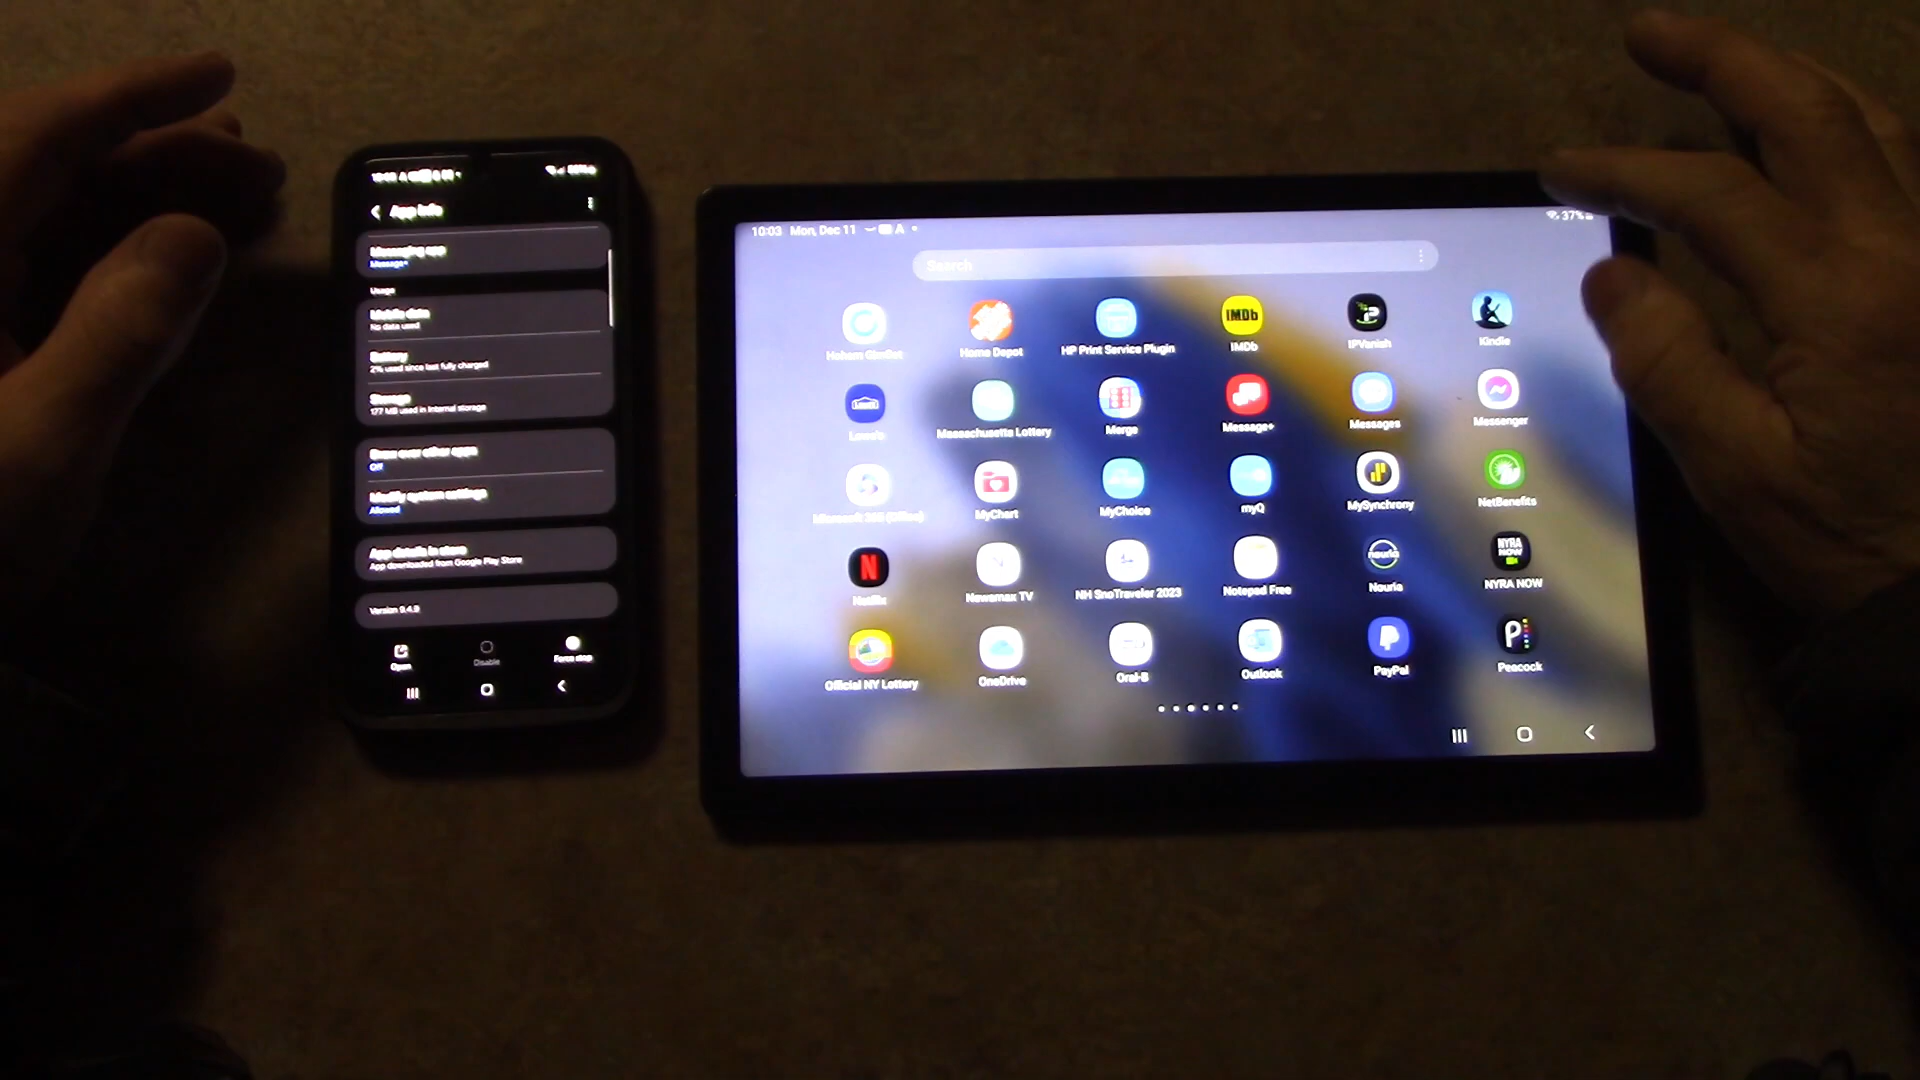 App info
Messaging app
Message+
Usage
Mobile data
No data used
Battery
2% used since last fully charged
Storage
177 MB used in Internal storage
Draw over other apps
Off
Modify system settings
Allowed
App details in store
App downloaded from Google Play Store
Version 9.4.9
Open
Disable
Force stop
10:03 Mon, Dec 11 A
37%
Search
IMDb
Home Depot
HP Print Service Plugin
IMDb
IPVanish
Kindle
Lowe's
Massachusetts Lottery
Merge
Message+
Messages
Messenger
Microsoft 365 (Office)
MyChart
MyChoice
myQ
MySynchrony
NetBenefits
N
nouria
NYRA
NOW
Netflix
Newsmax TV
NH SnoTraveler 2023
Notepad Free
Nouria
NYRA NOW
P
Official NY Lottery
OneDrive
Oral-B
Outlook
PayPal
Peacock